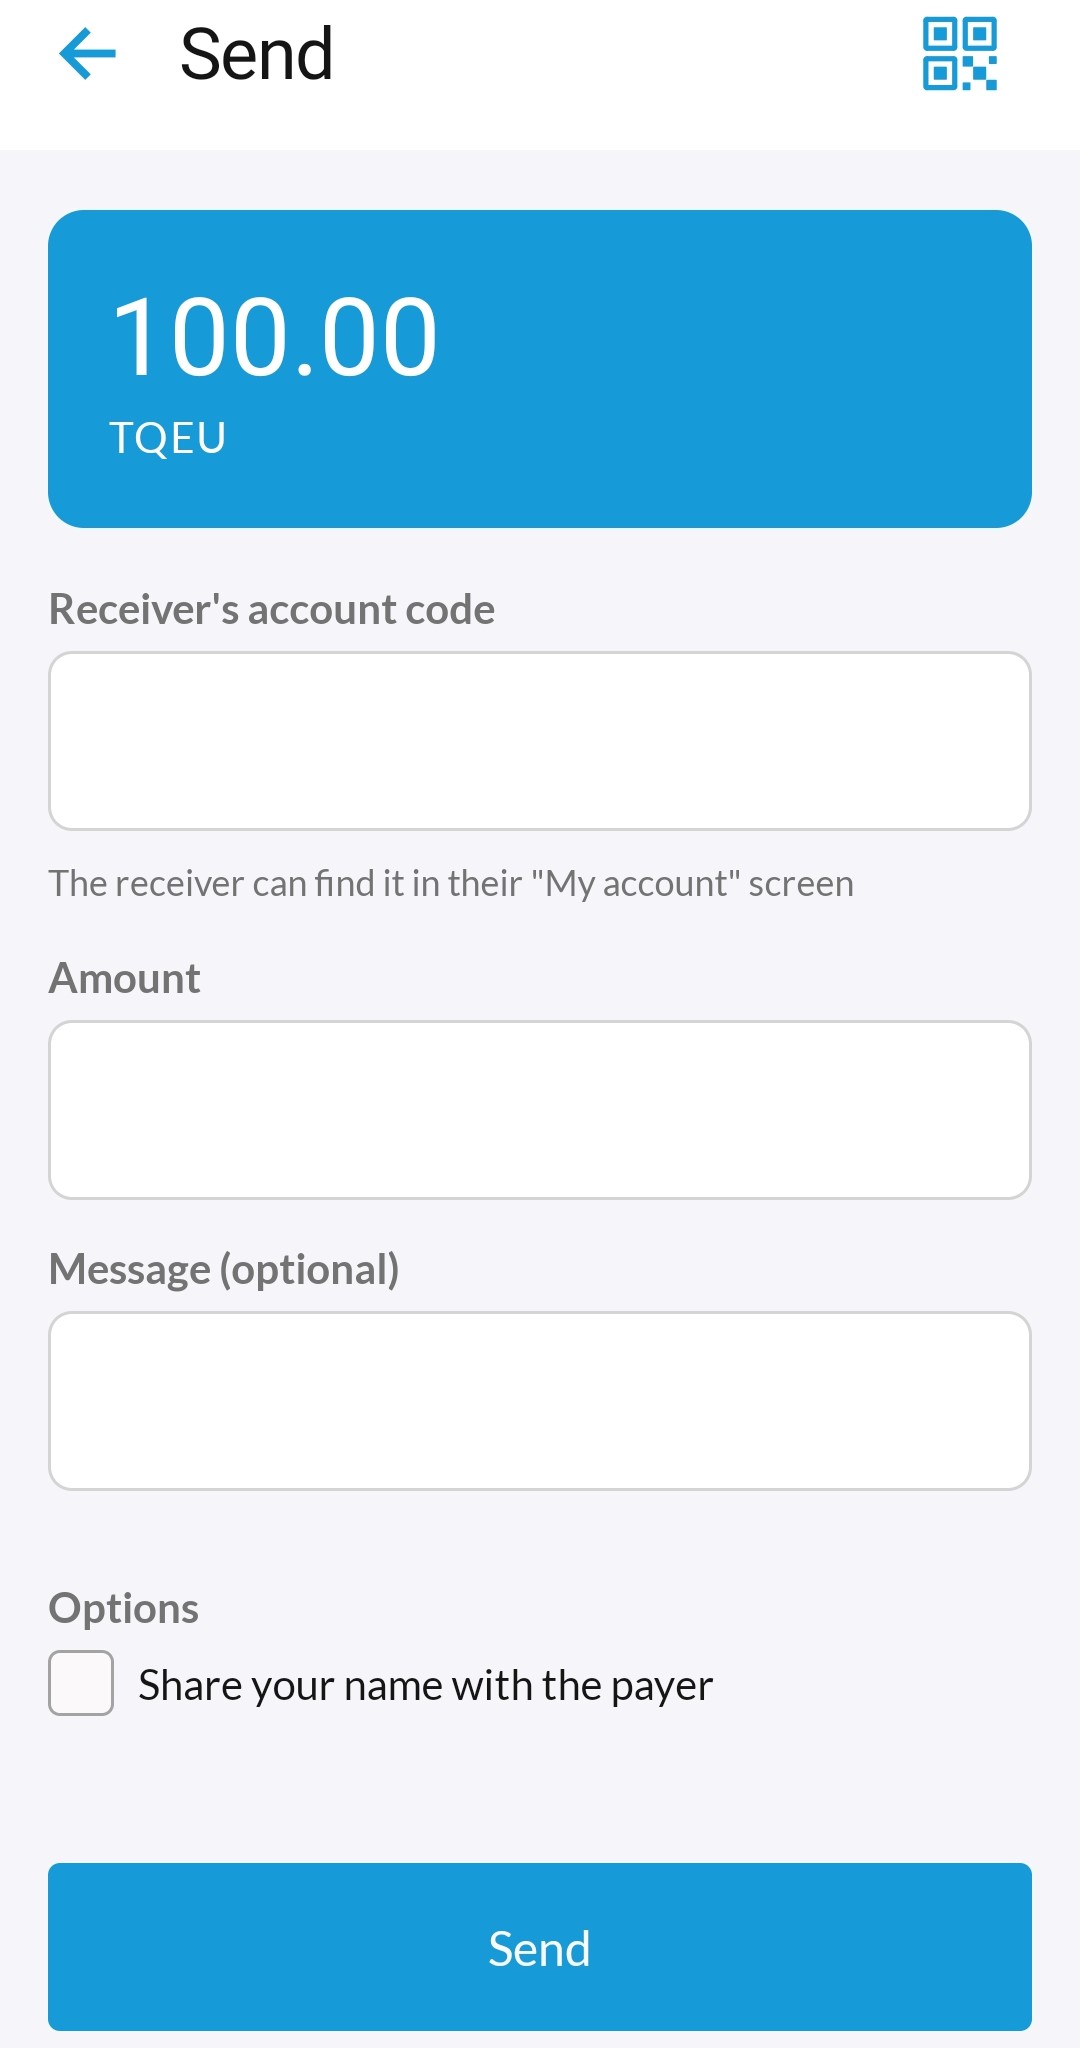 Send
100.00
TQEU
Receiver's account code
The receiver can find it in their "My account" screen
Amount
Message (optional)
Options
Share your name with the payer
Send